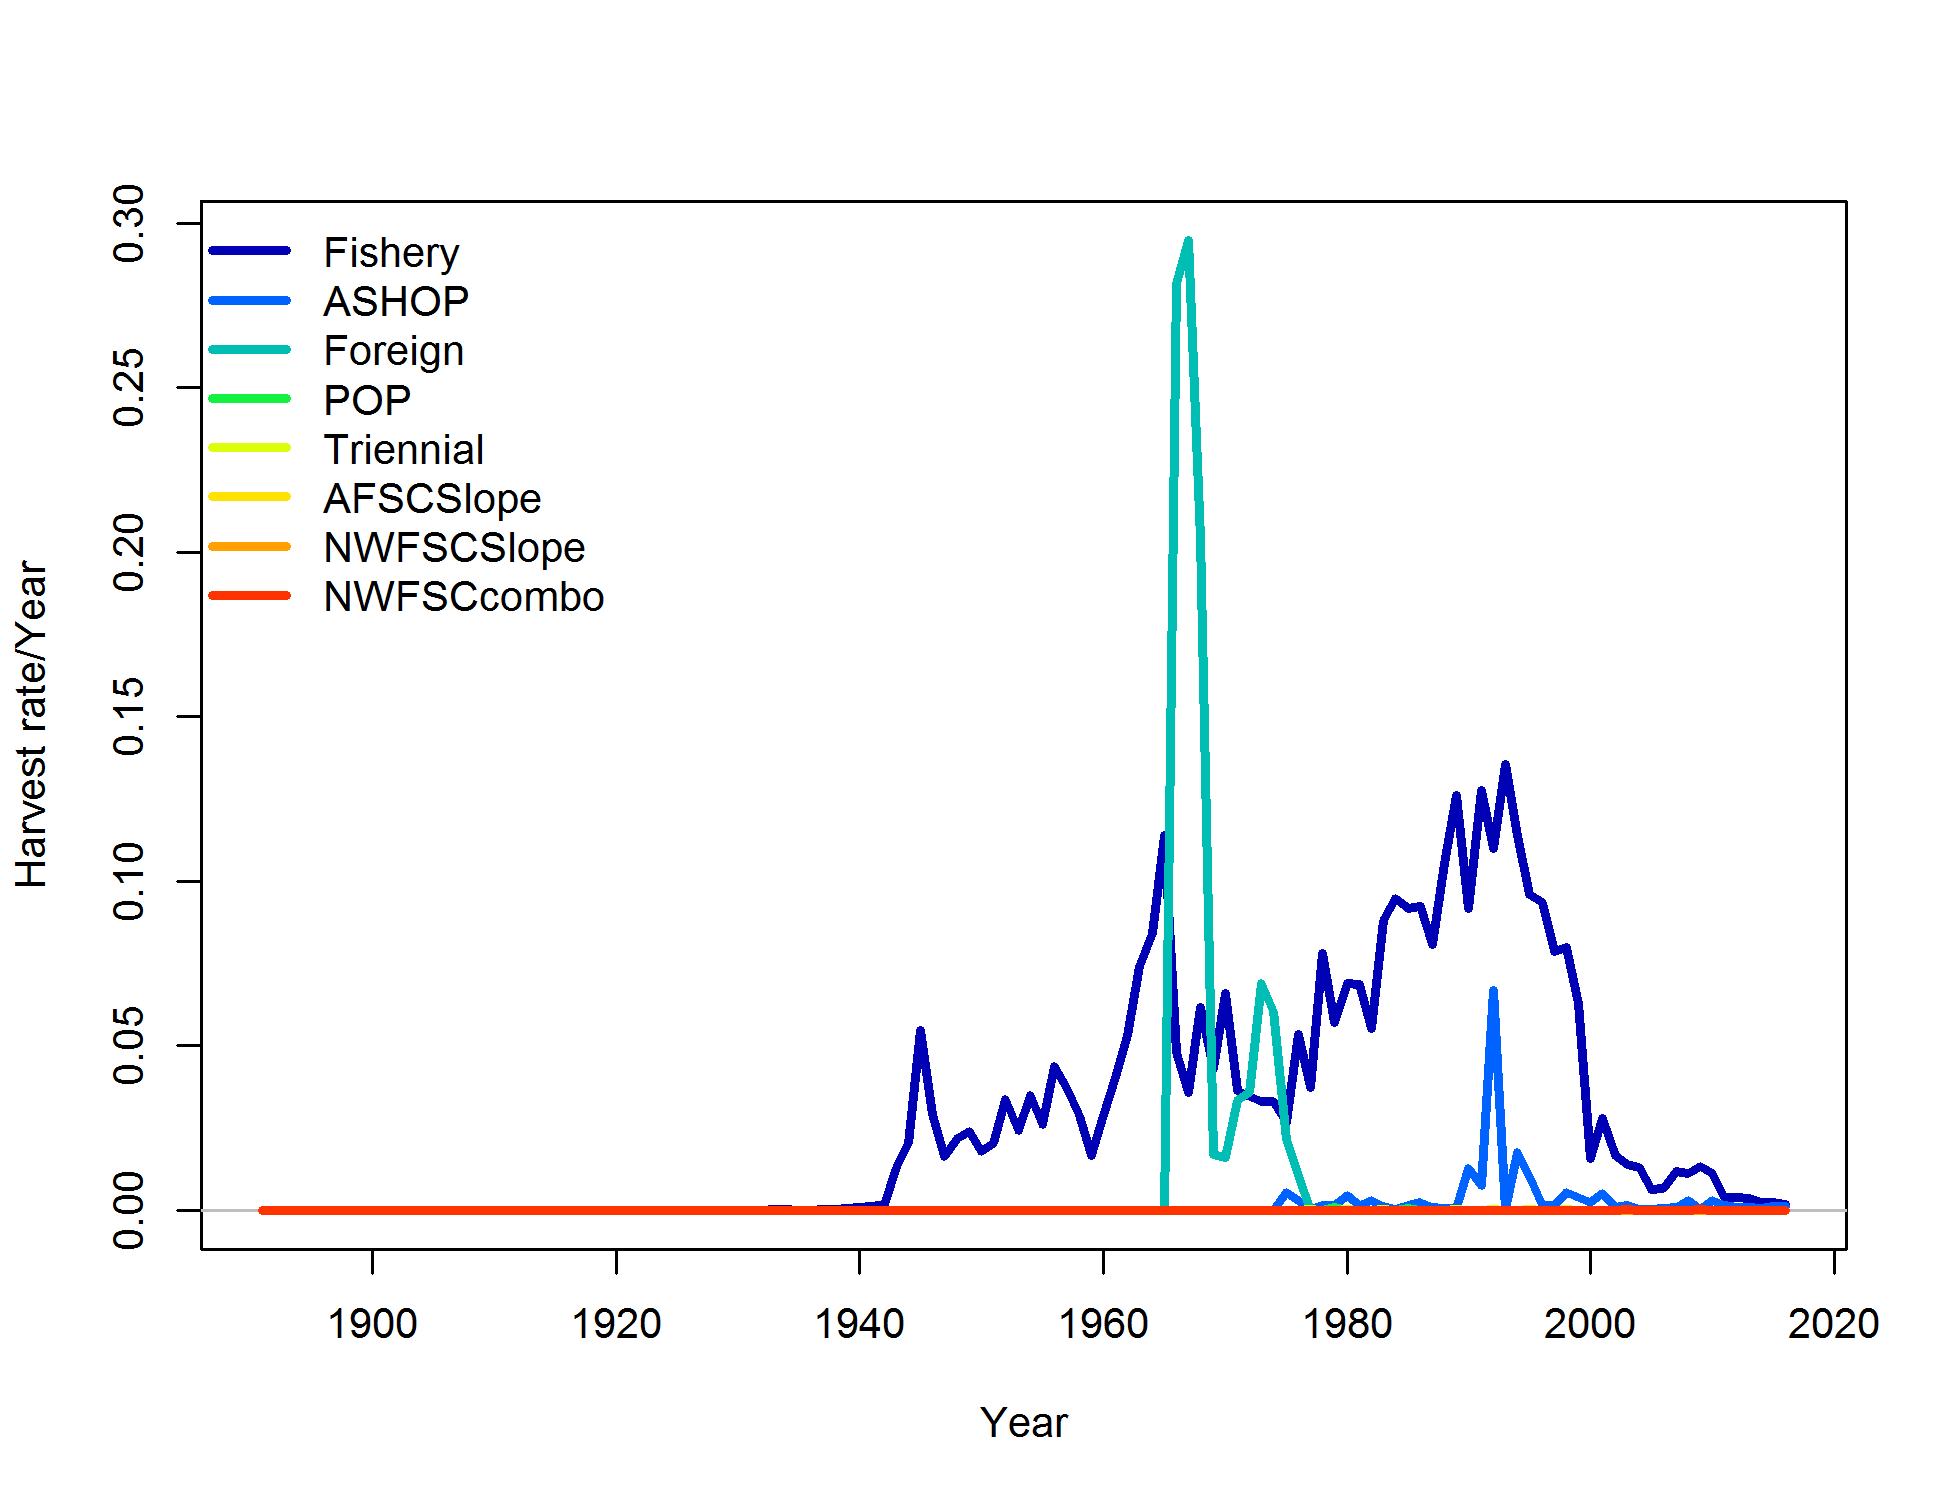 Fishery
ASHOP
Foreign
POP
Triennial
AFSCSlope
NWFSCSlope
NWFSCcombo
Harvest rate/Year
0.30
0.25
0.20
0.15
0.10
0.05
0.00
1900 1920 1940 1960 1980 2000 2020
Year